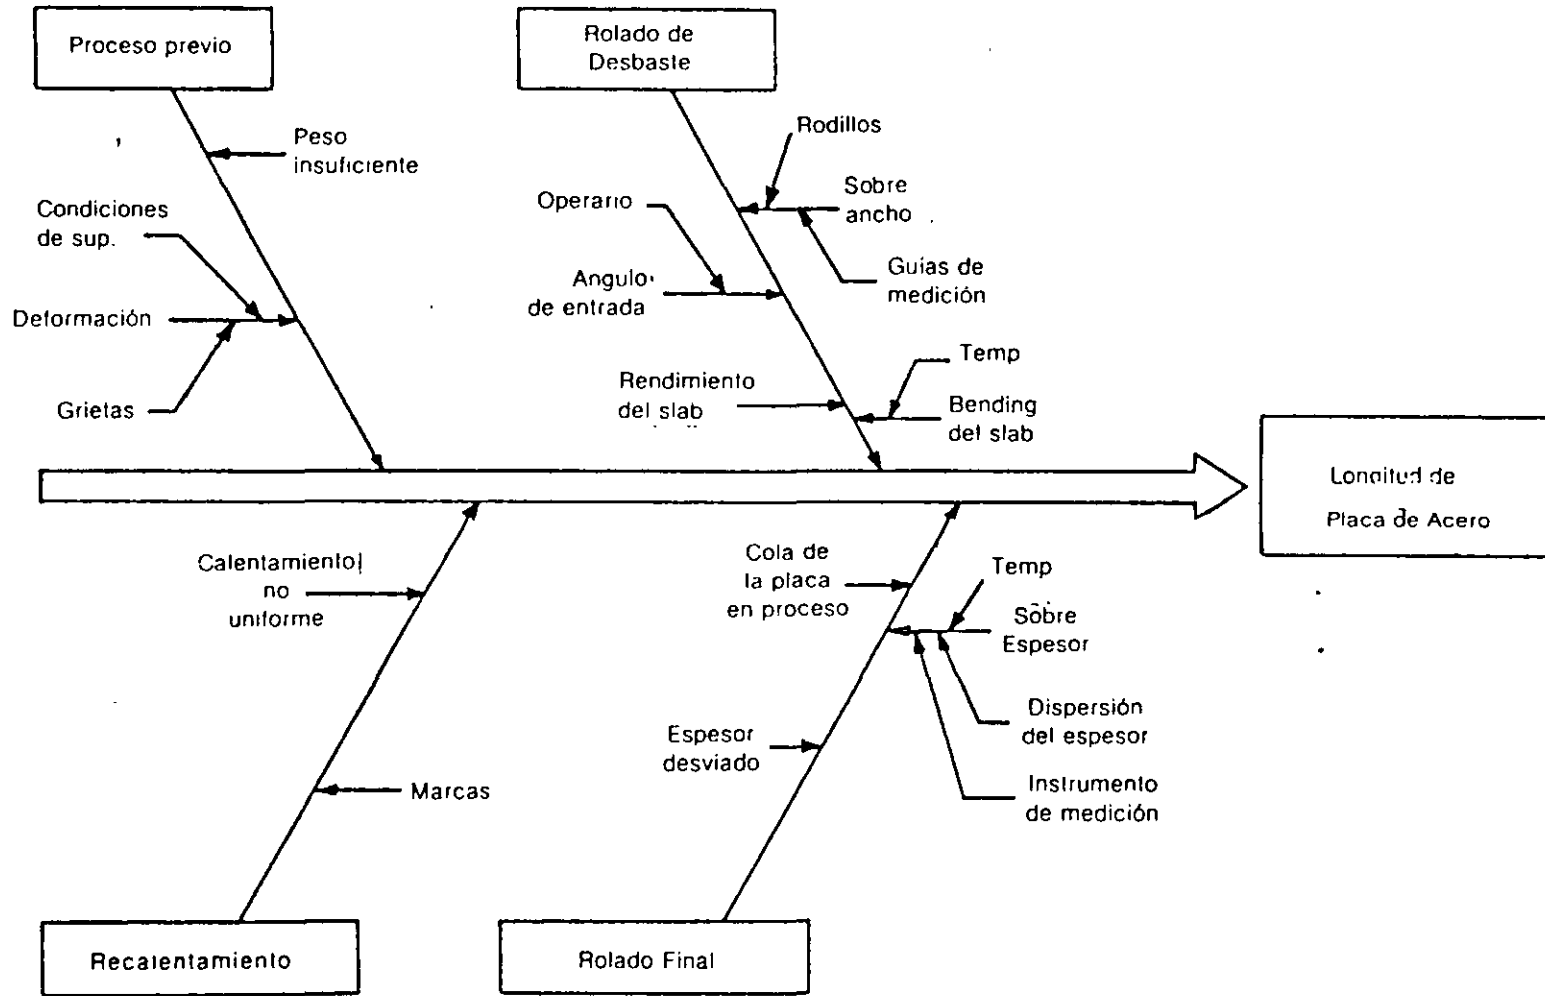 Proceso previo
Rolado de
Desbaste
Peso
insuficiente
Rodillos
Condiciones
de sup.
Operario
Sobre
ancho
Angulo
de entrada
Guias de
medición
Deformación
Temp
Grietas
Rendimiento
del slab
Bending
del slab
Longitud de
Placa de Acero
Calentamiento
no
uniforme
Cola de
la placa
en proceso
Temp
Sobre
Espesor
Dispersión
del espesor
Espesor
desviado
Marcas
Instrumento
de medición
Recalentamiento
Rolado Final